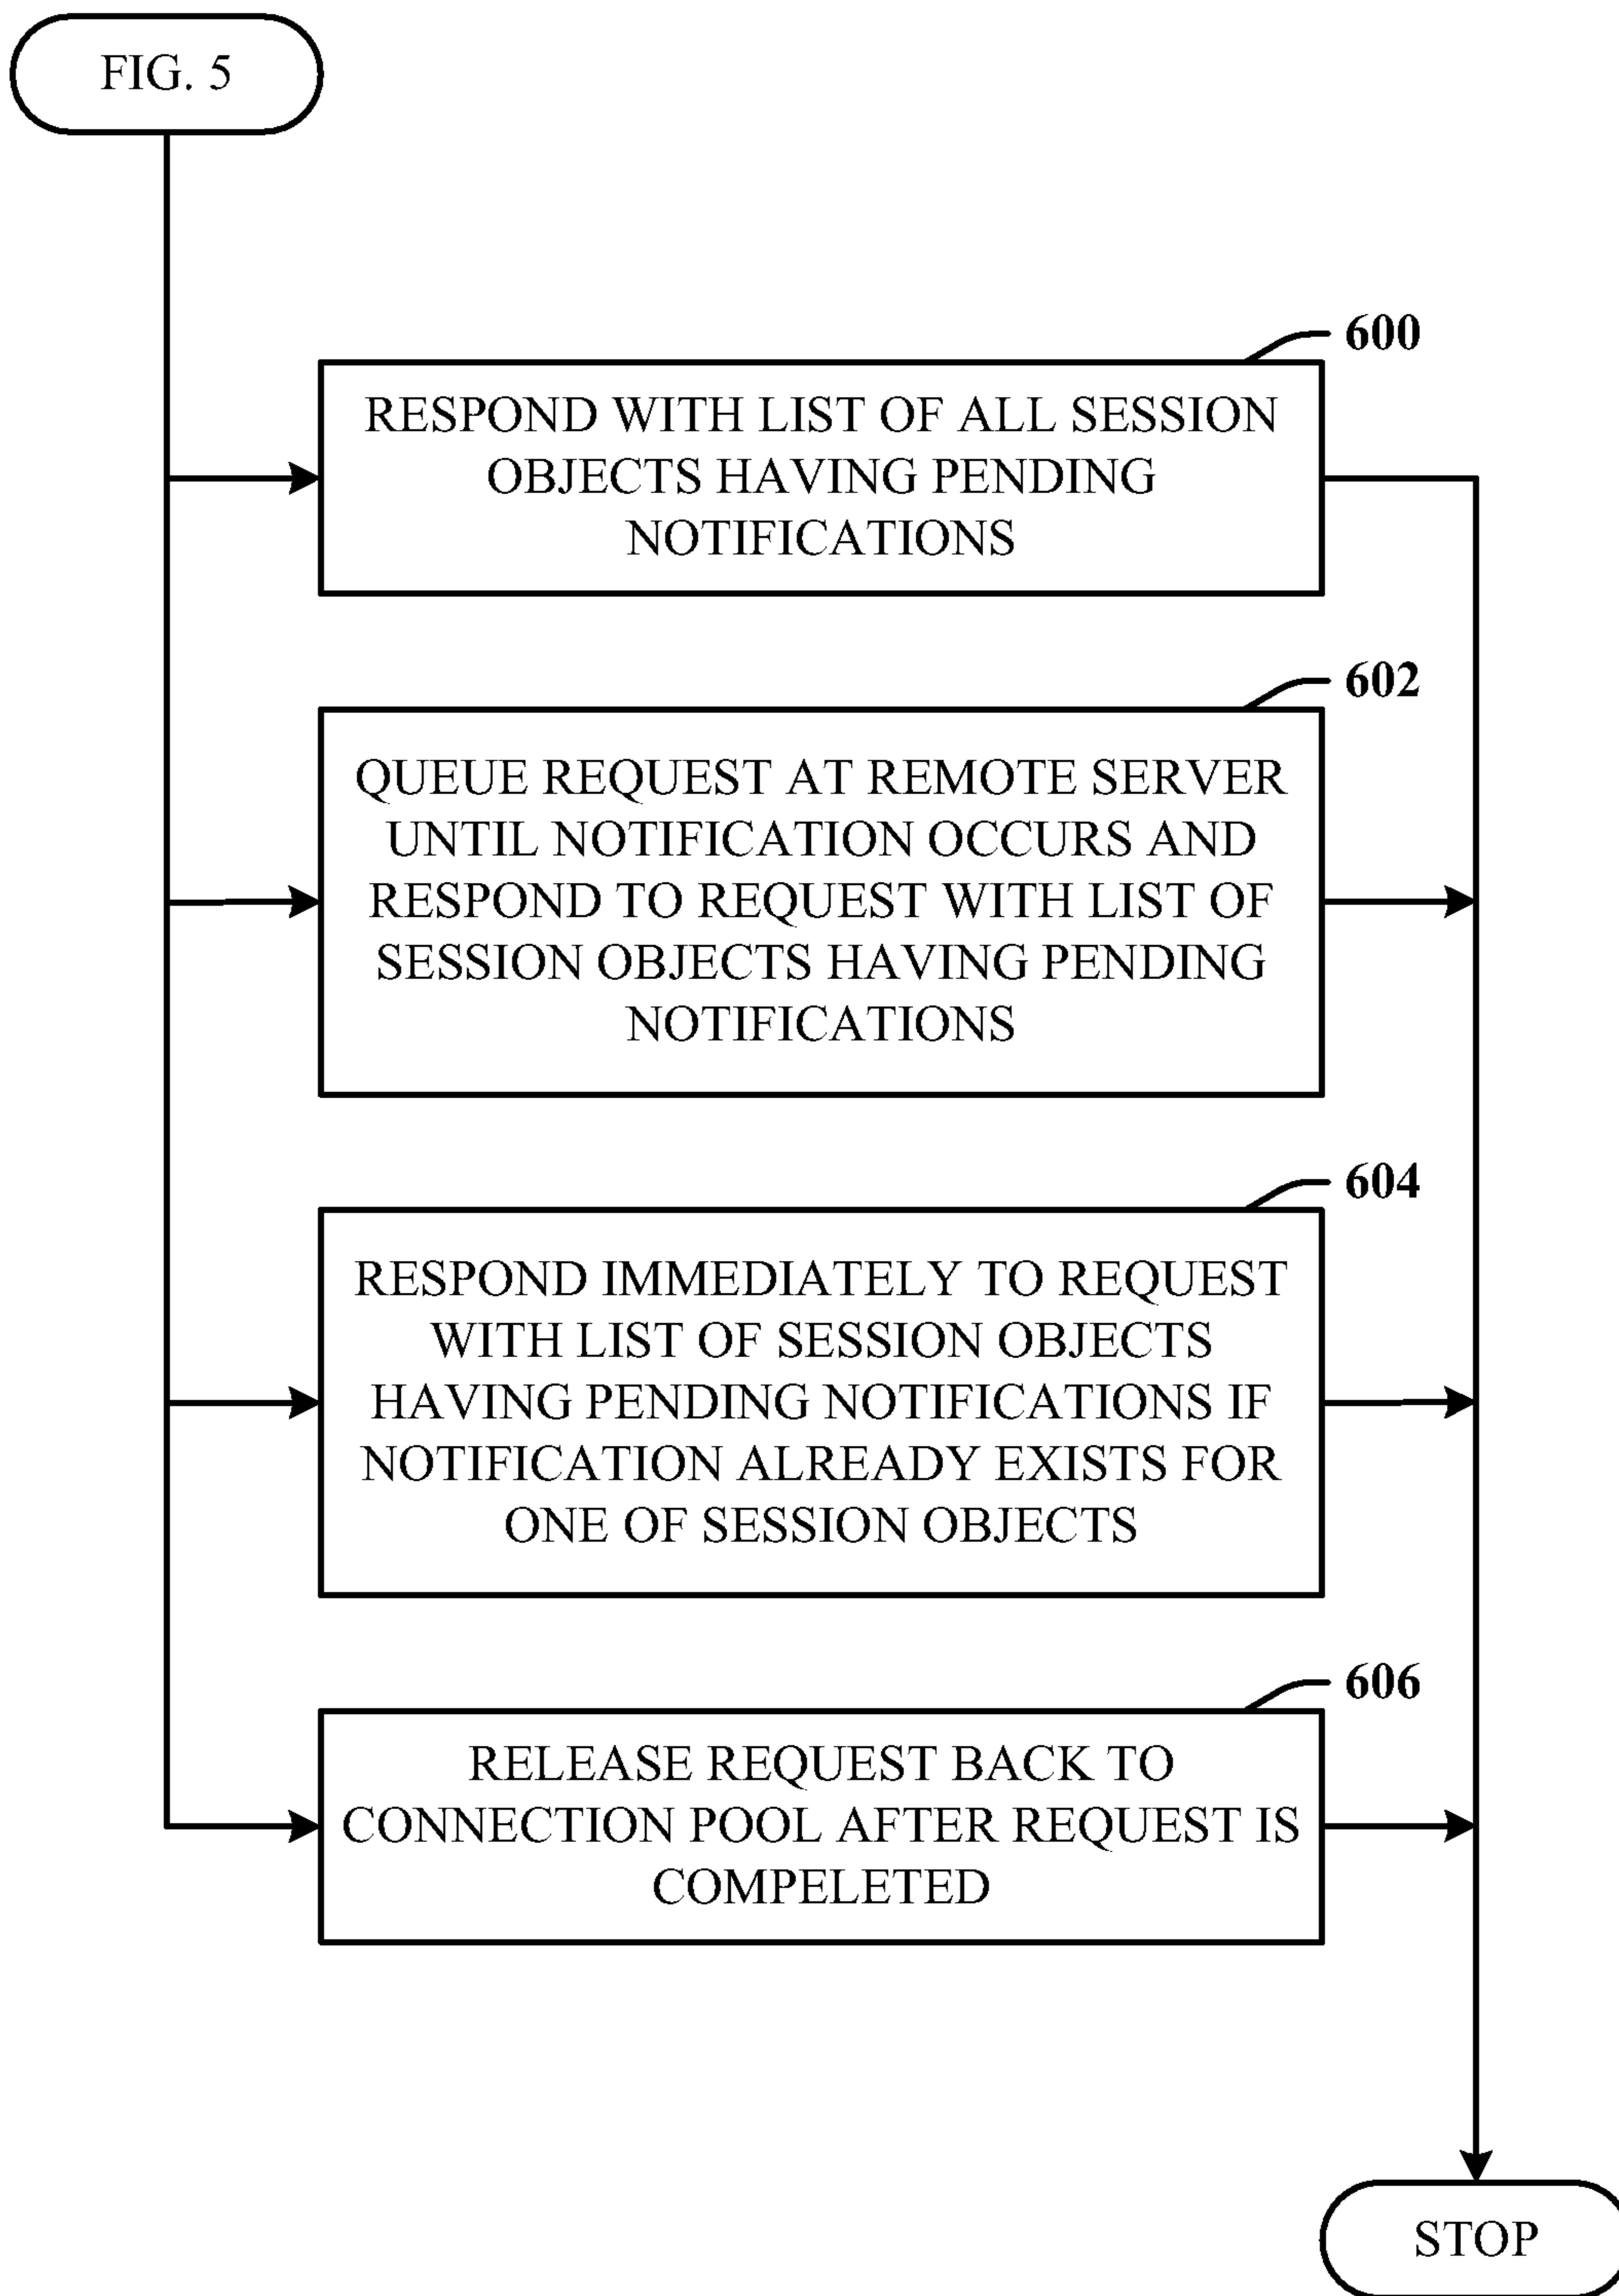 FIG. 5
600
RESPOND WITH LIST OF ALL SESSION
OBJECTS HAVING PENDING
NOTIFICATIONS
602
QUEUE REQUEST AT REMOTE SERVER
UNTIL NOTIFICATION OCCURS AND
RESPOND TO REQUEST WITH LIST OF
SESSION OBJECTS HAVING PENDING
NOTIFICATIONS
604
RESPOND IMMEDIATELY TO REQUEST
WITH LIST OF SESSION OBJECTS
HAVING PENDING NOTIFICATIONS IF
NOTIFICATION ALREADY EXISTS FOR
ONE OF SESSION OBJECTS
606
RELEASE REQUEST BACK TO
CONNECTION POOL AFTER REQUEST IS
COMPELETED
STOP